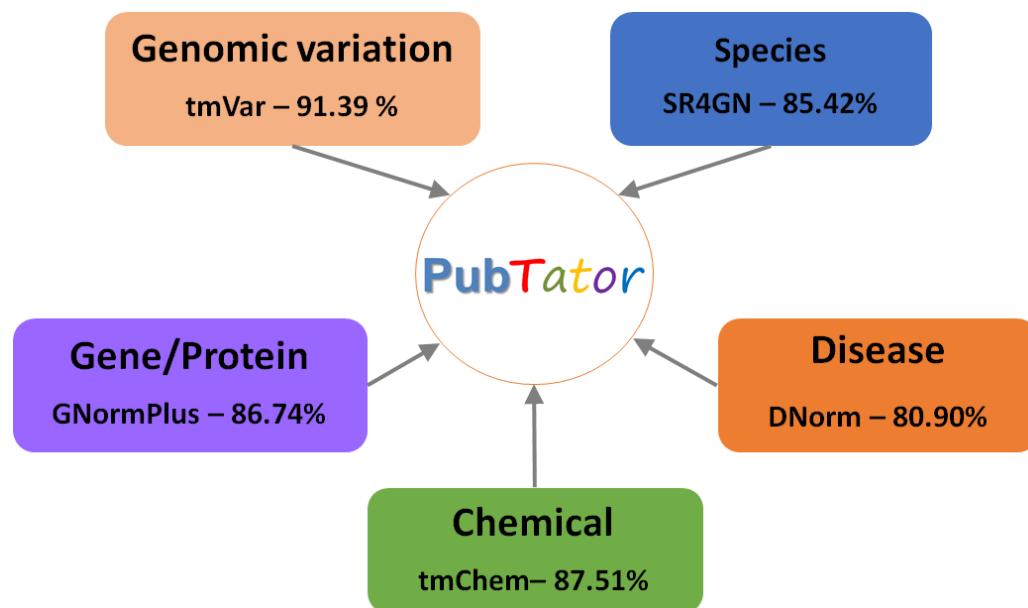 Genomic variation
tmVar – 91.39 %
Species
SR4GN – 85.42%
PubTator
Gene/Protein
GNormPlus – 86.74%
Disease
DNorm – 80.90%
Chemical
tmChem– 87.51%